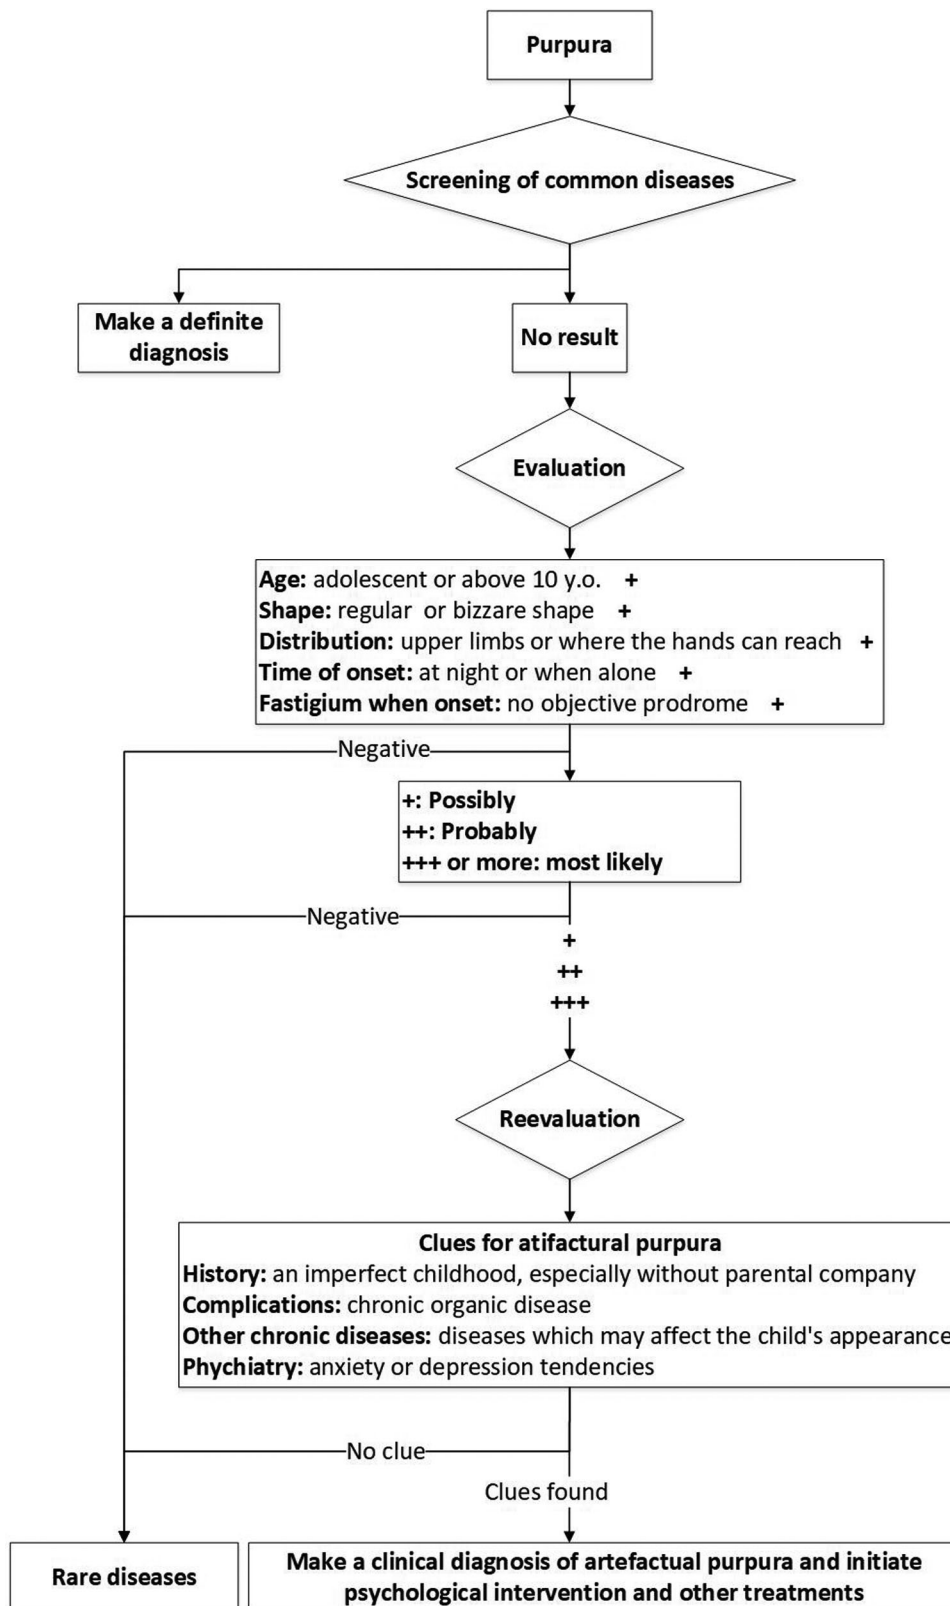 Purpura
Screening of common diseases
Make a definite
diagnosis
No result
Evaluation
Age: adolescent or above 10 y.o. +
Shape: regular or bizzare shape +
Distribution: upper limbs or where the hands can reach +
Time of onset: at night or when alone +
Fastigium when onset: no objective prodrome +
Negative
+: Possibly
++: Probably
+++ or more: most likely
Negative
+
++
+++
Reevaluation
Clues for atifactural purpura
History: an imperfect childhood, especially without parental company
Complications: chronic organic disease
Other chronic diseases: diseases which may affect the child's appearance
Phychiatry: anxiety or depression tendencies
No clue
Clues found
Rare diseases
Make a clinical diagnosis of artefactual purpura and initiate
psychological intervention and other treatments